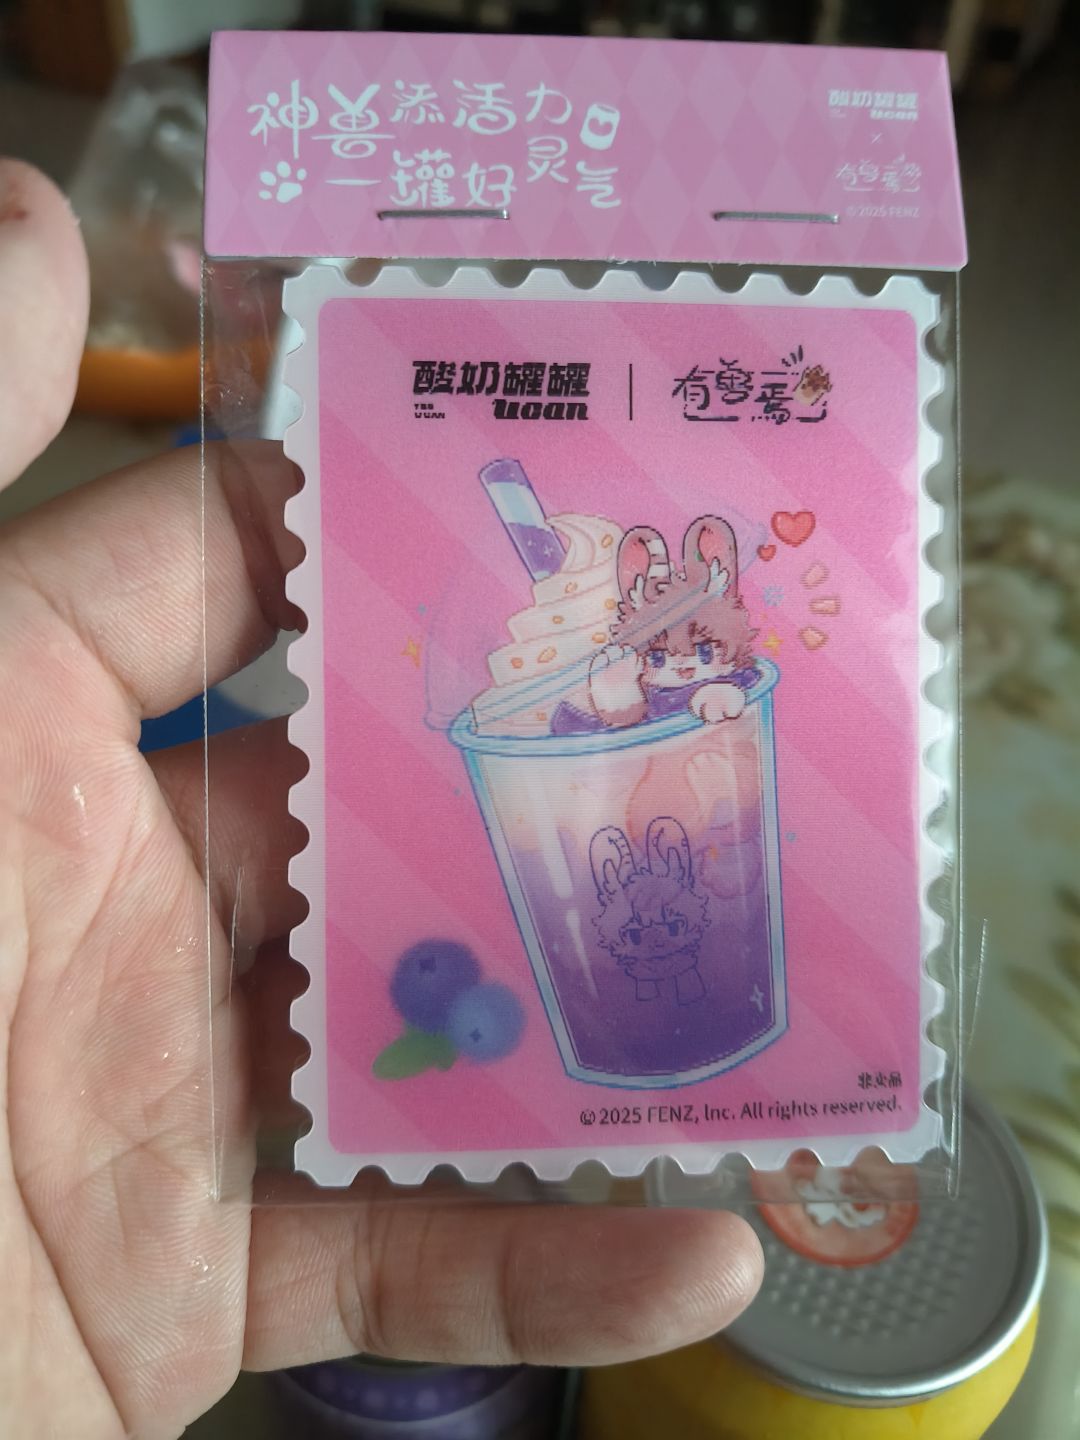 神兽添活力
一罐好灵气
酸奶罐罐
ucan
×
有兽焉
©2025 FENZ
酸奶罐罐
ucan
有兽焉
非卖品
©2025 FENZ, Inc. All rights reserved.